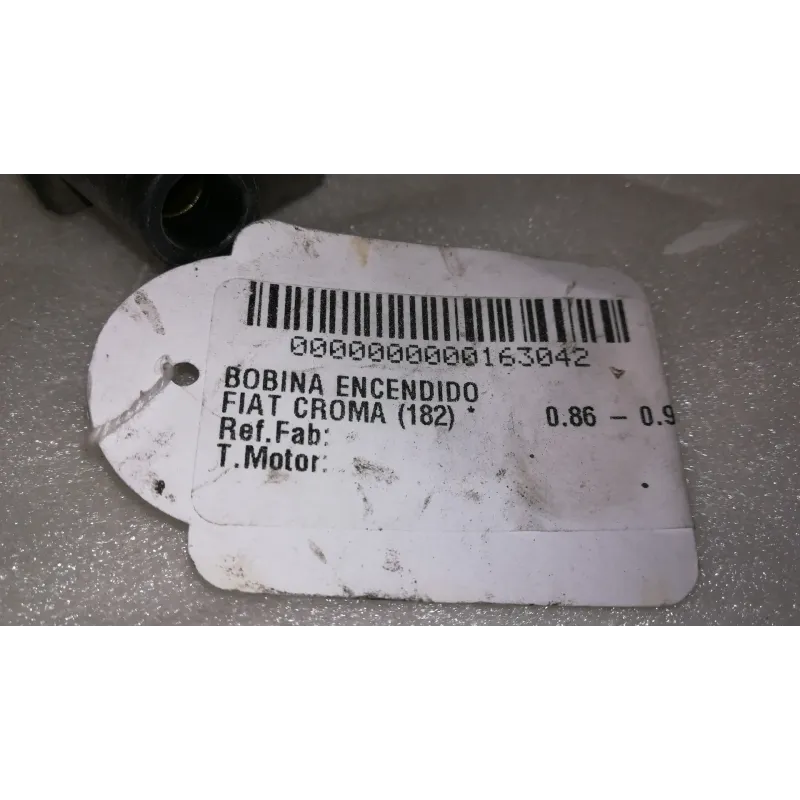 0000000000163042
BOBINA ENCENDIDO
FIAT CROMA (182) * 0.86 - 0.9
Ref.Fab:
T.Motor: